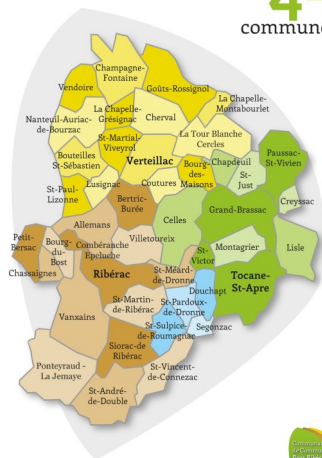 4
commune
Champagne-
Fontaine
Vendoire
Goûts-Rossignol
La Chapelle-
Grésignac
La Chapelle-
Montabourlet
Nanteuil-Auriac-
de-Bourzac
Cherval
St-Martial-
Viveyrol
La Tour Blanche
Cercles
Bouteilles
St-Sébastien
Verteillac
Bourg-
des-
Maisons
Chapdeuil
Paussac-
St-Vivien
St-
Just
St-Paul-
Lizonne
Lusignac
Coutures
Bertric-
Burée
Creyssac
Grand-Brassac
Allemans
Celles
Petit-
Bersac
Bourg-
du-
Bost
Combéranche
Epeluche
Villetoureix
Montagrier
Lisle
Chassaignes
Ribérac
St-Méard-
de-Dronne
St-
Victor
Tocane-
St-Apre
Douchapt
St-Martin-
de-Ribérac
St-Pardoux-
de-Dronne
Vanxains
St-Sulpice-
de-Roumagnac
Segonzac
Siorac-de
Ribérac
Ponteyraud -
La Jemaye
St-Vincent-
de-Connezac
St-André-
de-Double